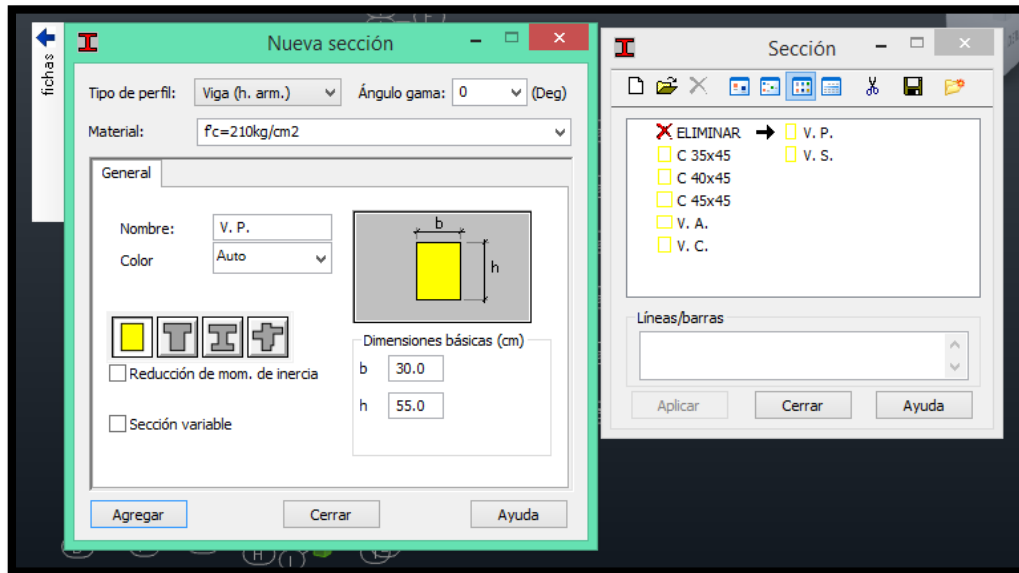 fichas
Nueva sección
Tipo de perfil: Viga (h. arm.) Ángulo gama: 0 (Deg)
Material: f'c=210kg/cm2
General
Nombre: V. P.
Color Auto
b
h
Reducción de mom. de inercia
Sección variable
Dimensiones básicas (cm)
b 30.0
h 55.0
Agregar Cerrar Ayuda
Sección
ELIMINAR V. P.
C 35x45 V. S.
C 40x45
C 45x45
V. A.
V. C.
Líneas/barras
Aplicar Cerrar Ayuda
H